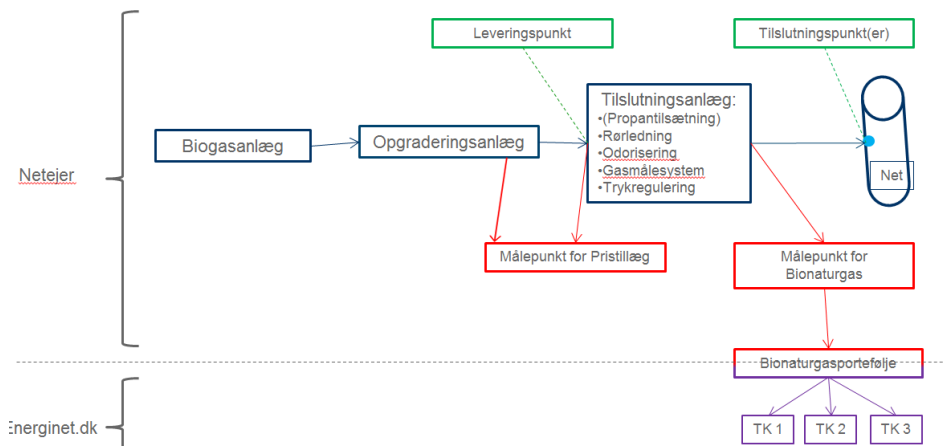 Leveringspunkt
Tilslutningspunkt(er)
Tilslutningsanlæg:
•(Propantilsætning)
•Rørledning
•Odorisering
•Gasmålesystem
•Trykregulering
Biogasanlæg
Opgraderingsanlæg
Netejer
Net
Målepunkt for Pristillæg
Målepunkt for
Bionaturgas
Bionaturgasportefølje
Energinet.dk
TK 1
TK 2
TK 3